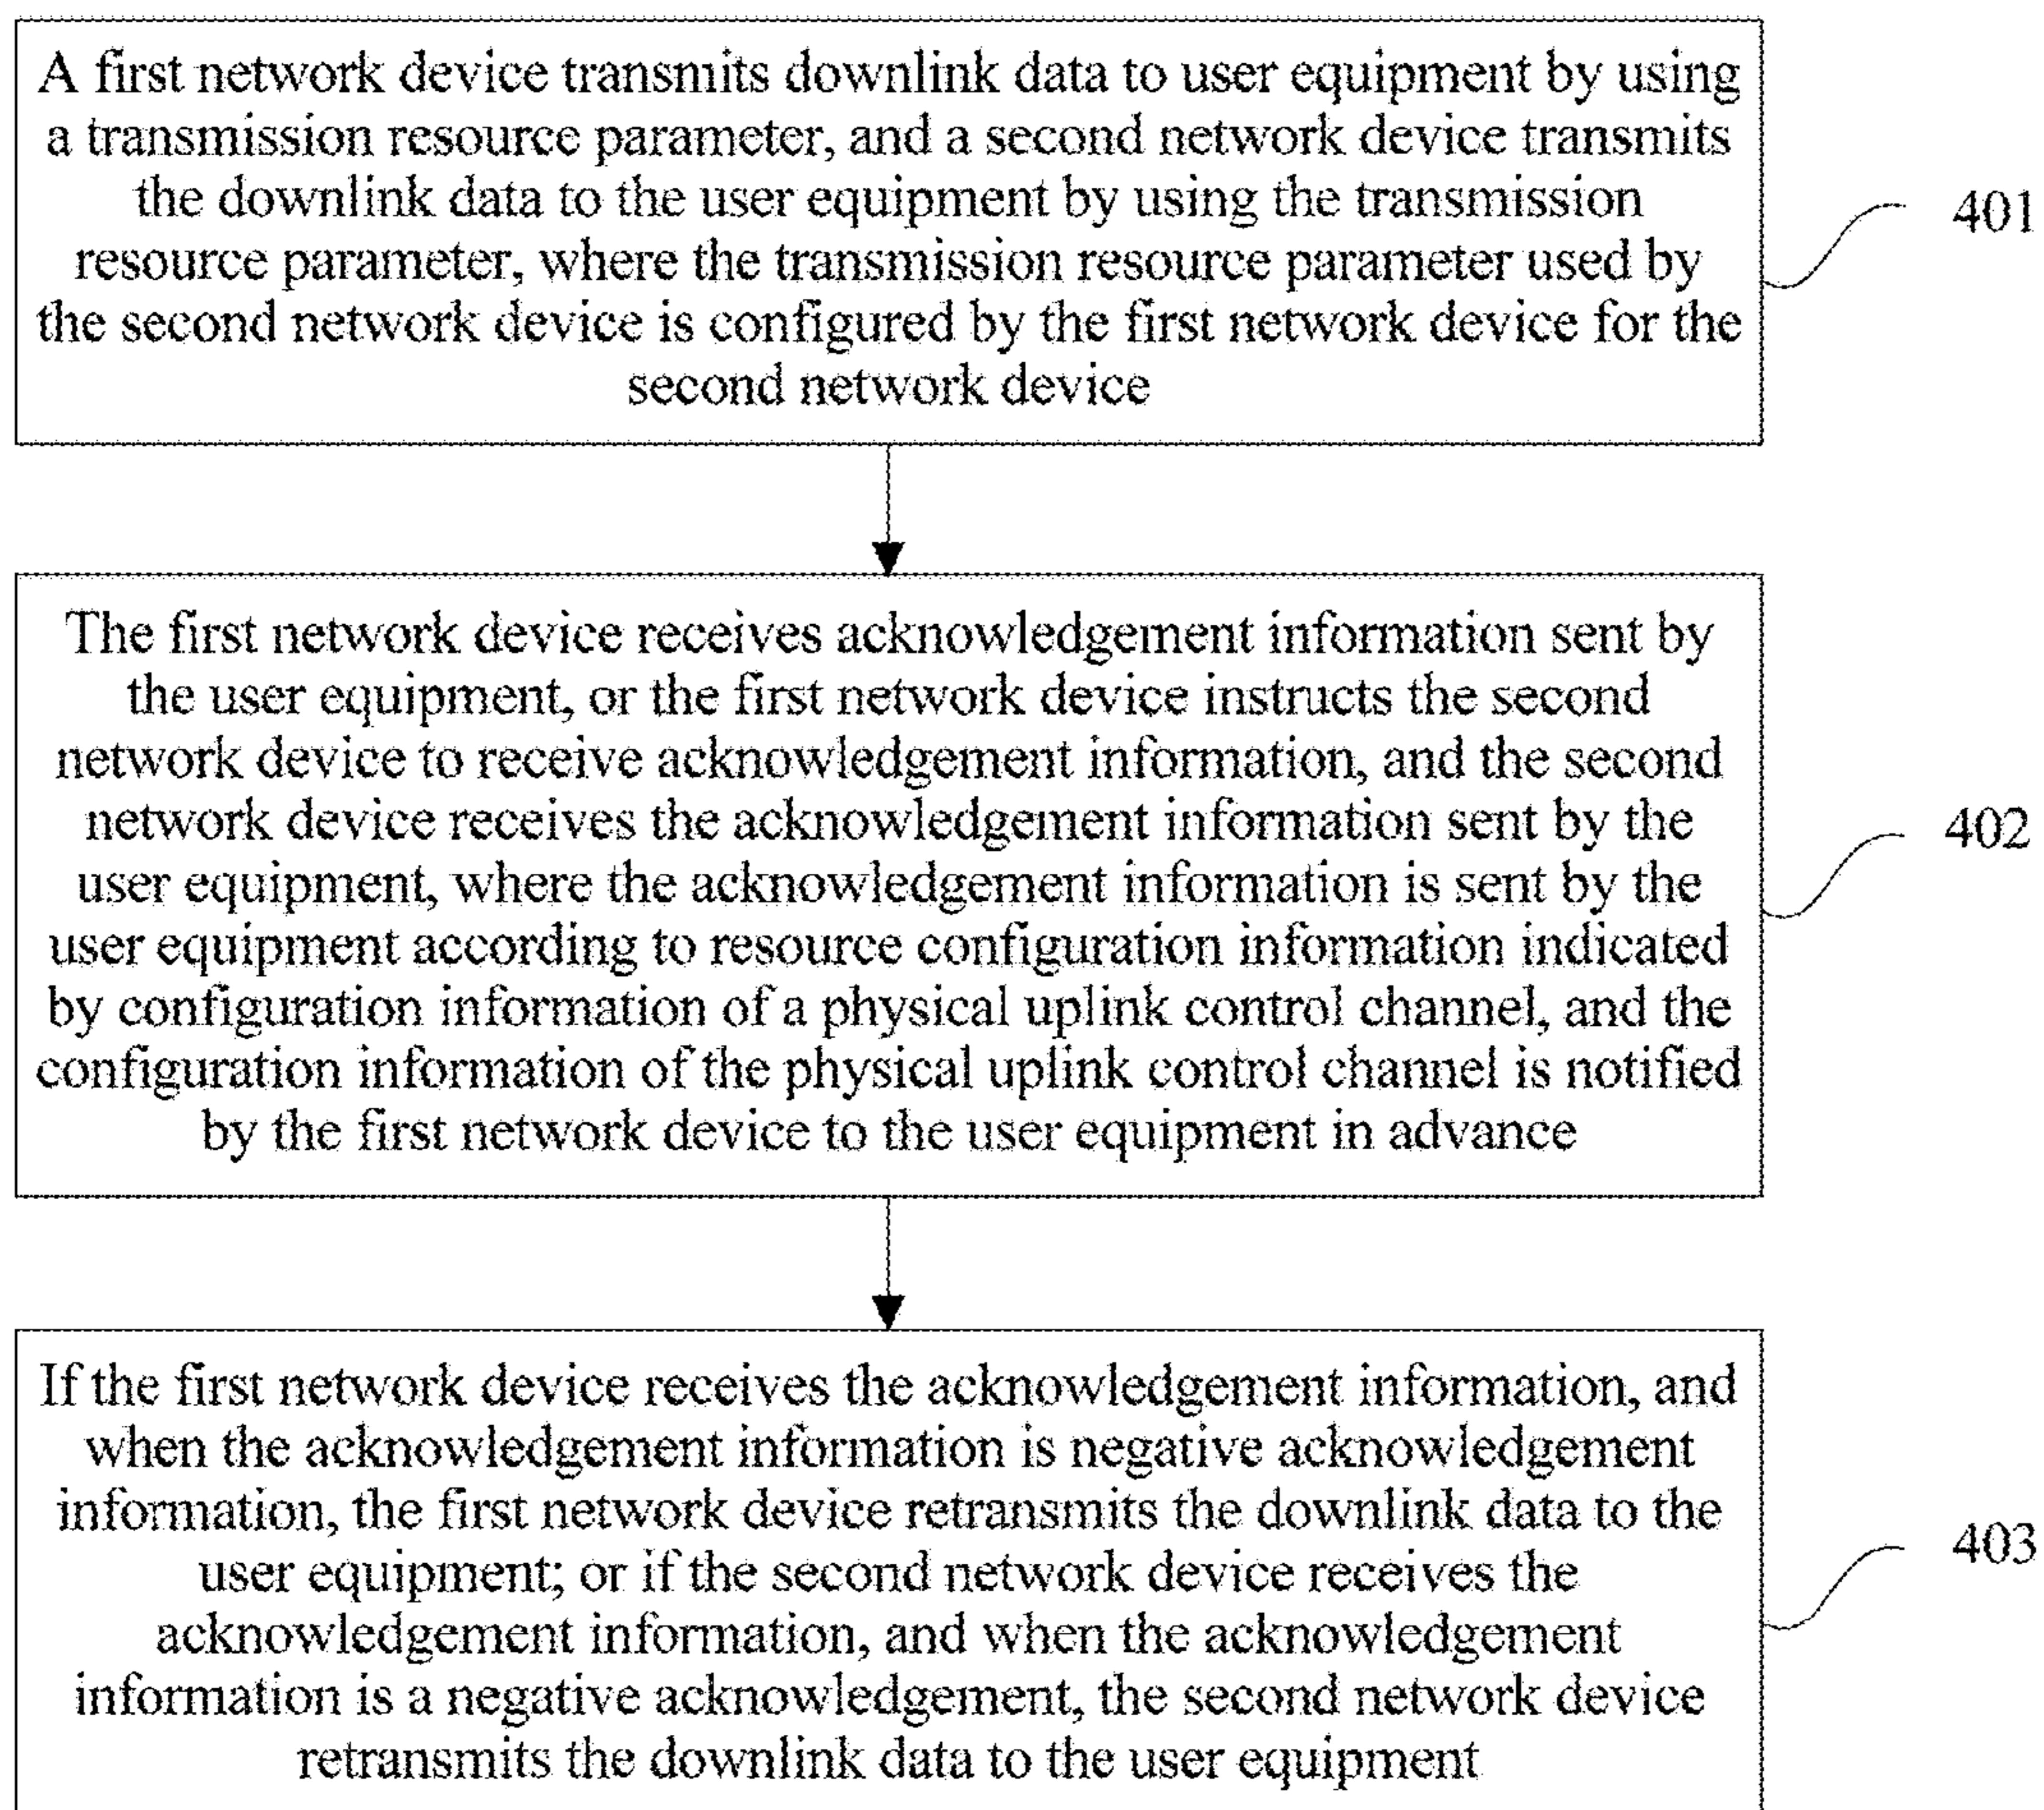 A first network device transmits downlink data to user equipment by using
a transmission resource parameter, and a second network device transmits
the downlink data to the user equipment by using the transmission
resource parameter, where the transmission resource parameter used by
the second network device is configured by the first network device for the
second network device
401
The first network device receives acknowledgement information sent by
the user equipment, or the first network device instructs the second
network device to receive acknowledgement information, and the second
network device receives the acknowledgement information sent by the
user equipment, where the acknowledgement information is sent by the
user equipment according to resource configuration information indicated
by configuration information of a physical uplink control channel, and the
configuration information of the physical uplink control channel is notified
by the first network device to the user equipment in advance
402
If the first network device receives the acknowledgement information, and
when the acknowledgement information is negative acknowledgement
information, the first network device retransmits the downlink data to the
user equipment; or if the second network device receives the
acknowledgement information, and when the acknowledgement
information is a negative acknowledgement, the second network device
retransmits the downlink data to the user equipment
403